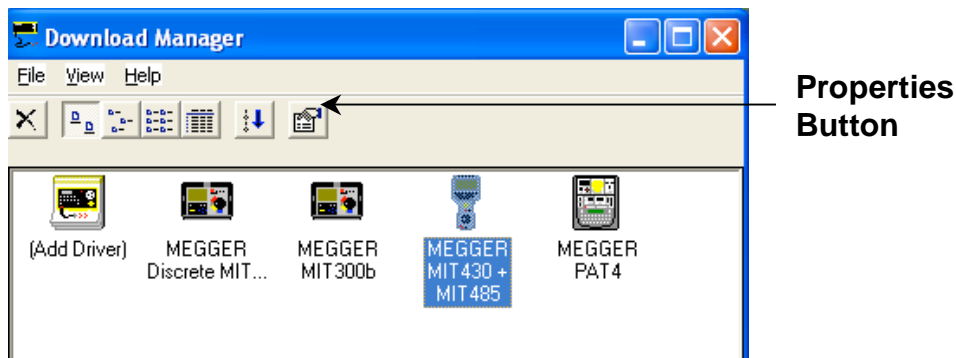 Download Manager
File View Help
Properties
Button
(Add Driver)
MEGGER
Discrete MIT...
MEGGER
MIT300b
MEGGER
MIT430 +
MIT485
MEGGER
PAT4